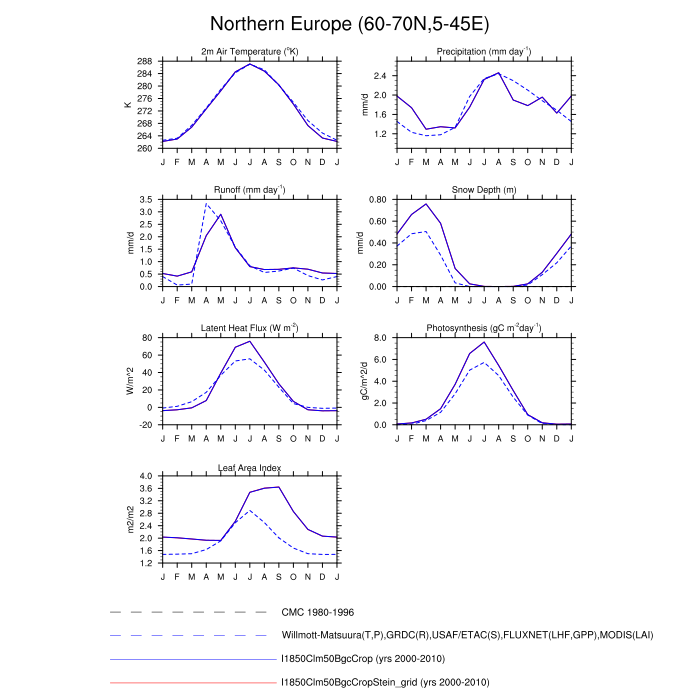 Northern Europe (60-70N,5-45E)
2m Air Temperature (°K)
Precipitation (mm day⁻¹)
288
284
280
276
272
268
264
260
K
J F M A M J J A S O N D J
2.4
2.0
1.6
1.2
mm/d
J F M A M J J A S O N D J
Runoff (mm day⁻¹)
Snow Depth (m)
3.5
3.0
2.5
2.0
1.5
1.0
0.5
0.0
mm/d
J F M A M J J A S O N D J
0.80
0.60
0.40
0.20
0.00
mm/d
J F M A M J J A S O N D J
Latent Heat Flux (W m⁻²)
Photosynthesis (gC m⁻²day⁻¹)
80
60
40
20
0
-20
W/m^2
J F M A M J J A S O N D J
8.0
6.0
4.0
2.0
0.0
gC/m^2/d
J F M A M J J A S O N D J
Leaf Area Index
4.0
3.6
3.2
2.8
2.4
2.0
1.6
1.2
m2/m2
J F M A M J J A S O N D J
CMC 1980-1996
Willmott-Matsuura(T,P),GRDC(R),USAF/ETAC(S),FLUXNET(LHF,GPP),MODIS(LAI)
I1850Clm50BgcCrop (yrs 2000-2010)
I1850Clm50BgcCropStein_grid (yrs 2000-2010)